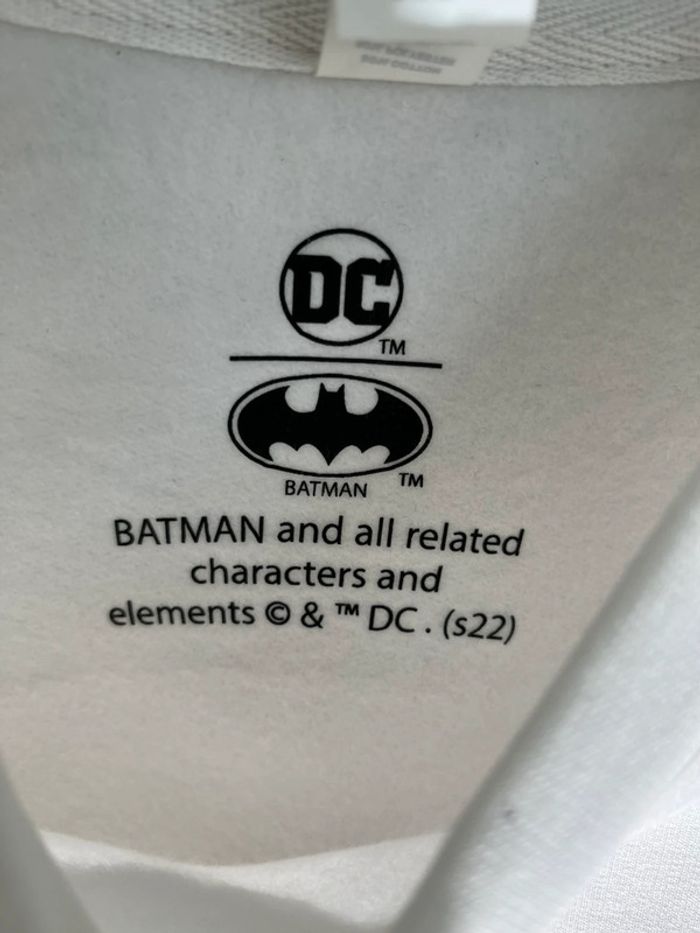 DC
TM
BATMAN
TM
BATMAN and all related
characters and
elements © & ™ DC . (s22)